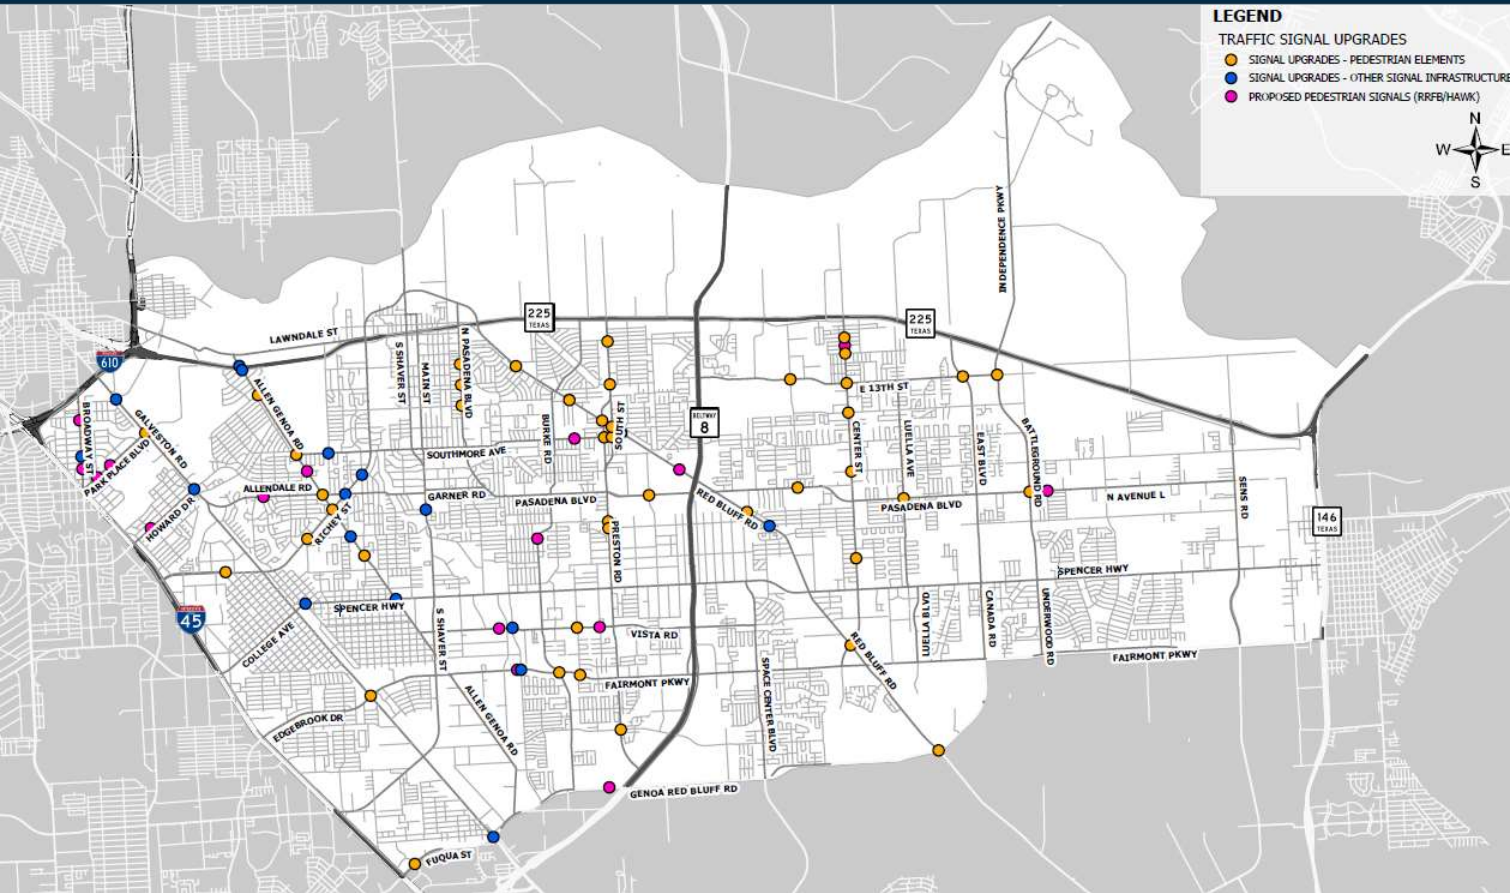 LEGEND
TRAFFIC SIGNAL UPGRADES
SIGNAL UPGRADES - PEDESTRIAN ELEMENTS
SIGNAL UPGRADES - OTHER SIGNAL INFRASTRUCTURE
PROPOSED PEDESTRIAN SIGNALS (RRFB/HAWK)
N
W
E
S
INDEPENDENCE PKWY
225
TEXAS
225
TEXAS
LAWNDALE ST
610
S SHAVER ST
MAIN ST
N PASADENA BLVD
ALLEN GENOA RD
E 13TH ST
BROADWAY ST
GALVESTON RD
BURKE RD
SOUTH ST
BELTWAY
8
CENTER ST
LUELLA AVE
EAST BLVD
BATTLEGROUND RD
SOUTHMORE AVE
PARK PLACE BLVD
ALLENDALE RD
GARNER RD
PASADENA BLVD
RED BLUFF RD
PASADENA BLVD
N AVENUE L
SENS RD
HOWARD DR
RICHEY ST
PRESTON RD
146
TEXAS
SPENCER HWY
SPENCER HWY
45
COLLEGE AVE
S SHAVER ST
VISTA RD
LUELLA BLVD
CANADA RD
UNDERWOOD RD
RED BLUFF RD
FAIRMONT PKWY
FAIRMONT PKWY
SPACE CENTER BLVD
ALLEN GENOA RD
EDGEBROOK DR
GENOA RED BLUFF RD
FUQUA ST